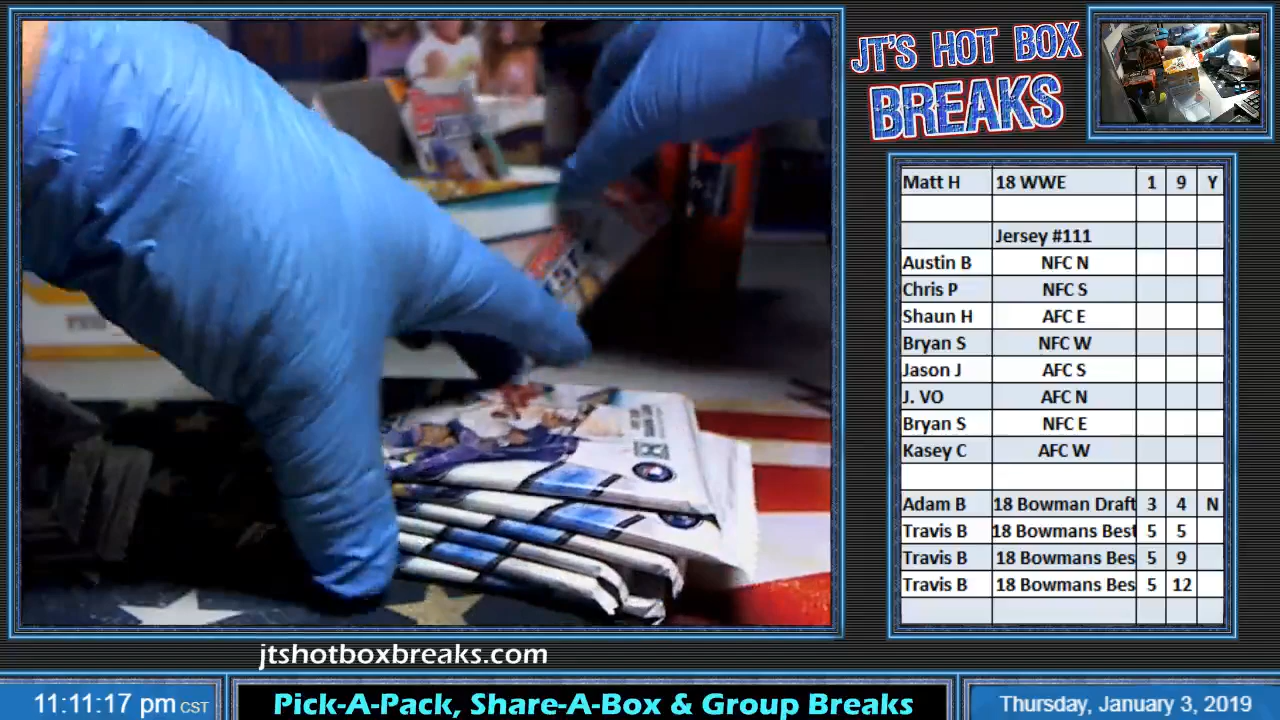 JT'S HOT BOX
BREAKS
Matt H 18 WWE 1 9 Y
Jersey #111
Austin B NFC N
Chris P NFC S
Shaun H AFC E
Bryan S NFC W
Jason J AFC S
J. VO AFC N
Bryan S NFC E
Kasey C AFC W
Adam B 18 Bowman Draft 3 4 N
Travis B 18 Bowmans Best 5 5
Travis B 18 Bowmans Bes 5 9
Travis B 18 Bowmans Bes 5 12
jtshotboxbreaks.com
11:11:17 pm CST
Pick-A-Pack, Share-A-Box & Group Breaks
Thursday, January 3, 2019